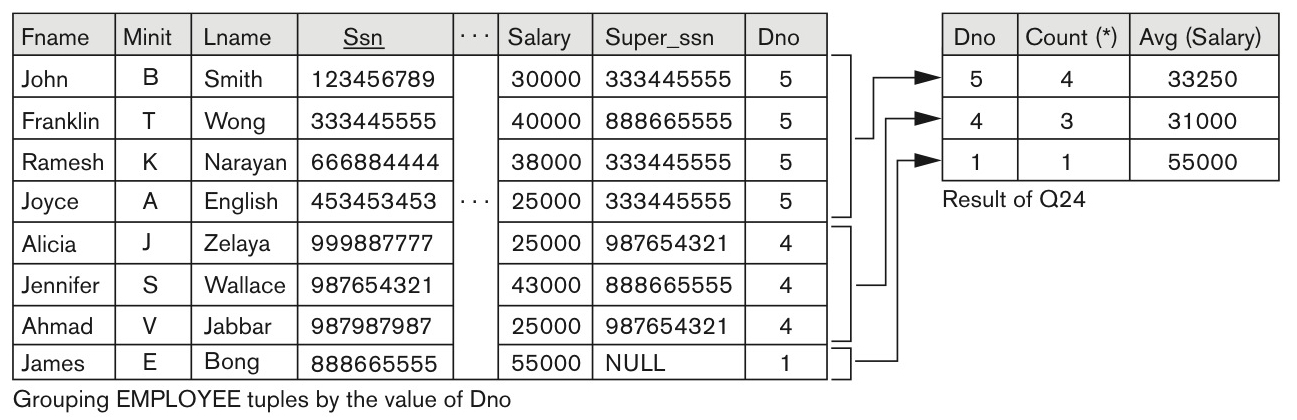 Fname Minit Lname Ssn ··· Salary Super_ssn Dno
John B Smith 123456789 30000 333445555 5
Franklin T Wong 333445555 40000 888665555 5
Ramesh K Narayan 666884444 38000 333445555 5
Joyce A English 453453453 ··· 25000 333445555 5
Alicia J Zelaya 999887777 25000 987654321 4
Jennifer S Wallace 987654321 43000 888665555 4
Ahmad V Jabbar 987987987 25000 987654321 4
James E Bong 888665555 55000 NULL 1
Grouping EMPLOYEE tuples by the value of Dno
Dno Count (*) Avg (Salary)
5 4 33250
4 3 31000
1 1 55000
Result of Q24